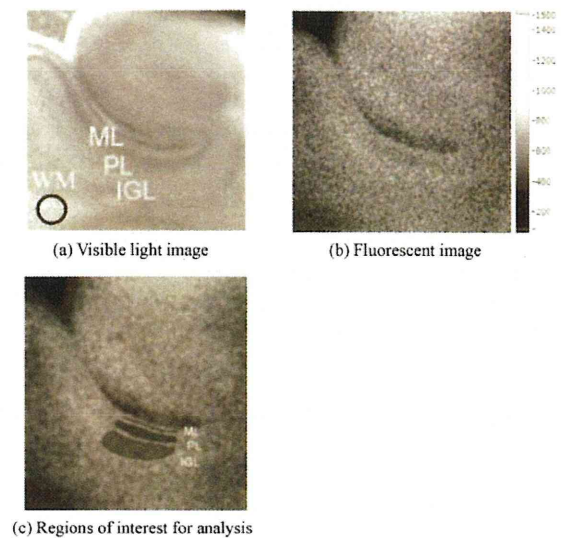 ML
PL
WM
IGL
(a) Visible light image
1500
1400
1200
1000
800
600
400
200
(b) Fluorescent image
ML
PL
IGL
(c) Regions of interest for analysis